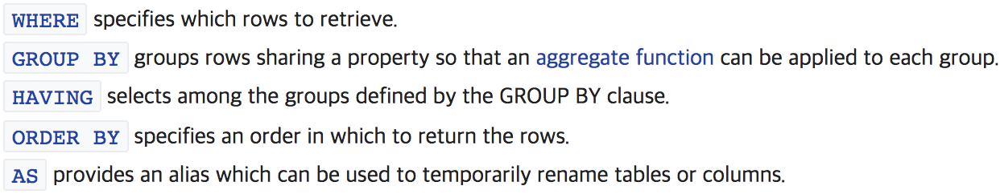 WHERE specifies which rows to retrieve.
GROUP BY groups rows sharing a property so that an aggregate function can be applied to each group.
HAVING selects among the groups defined by the GROUP BY clause.
ORDER BY specifies an order in which to return the rows.
AS provides an alias which can be used to temporarily rename tables or columns.